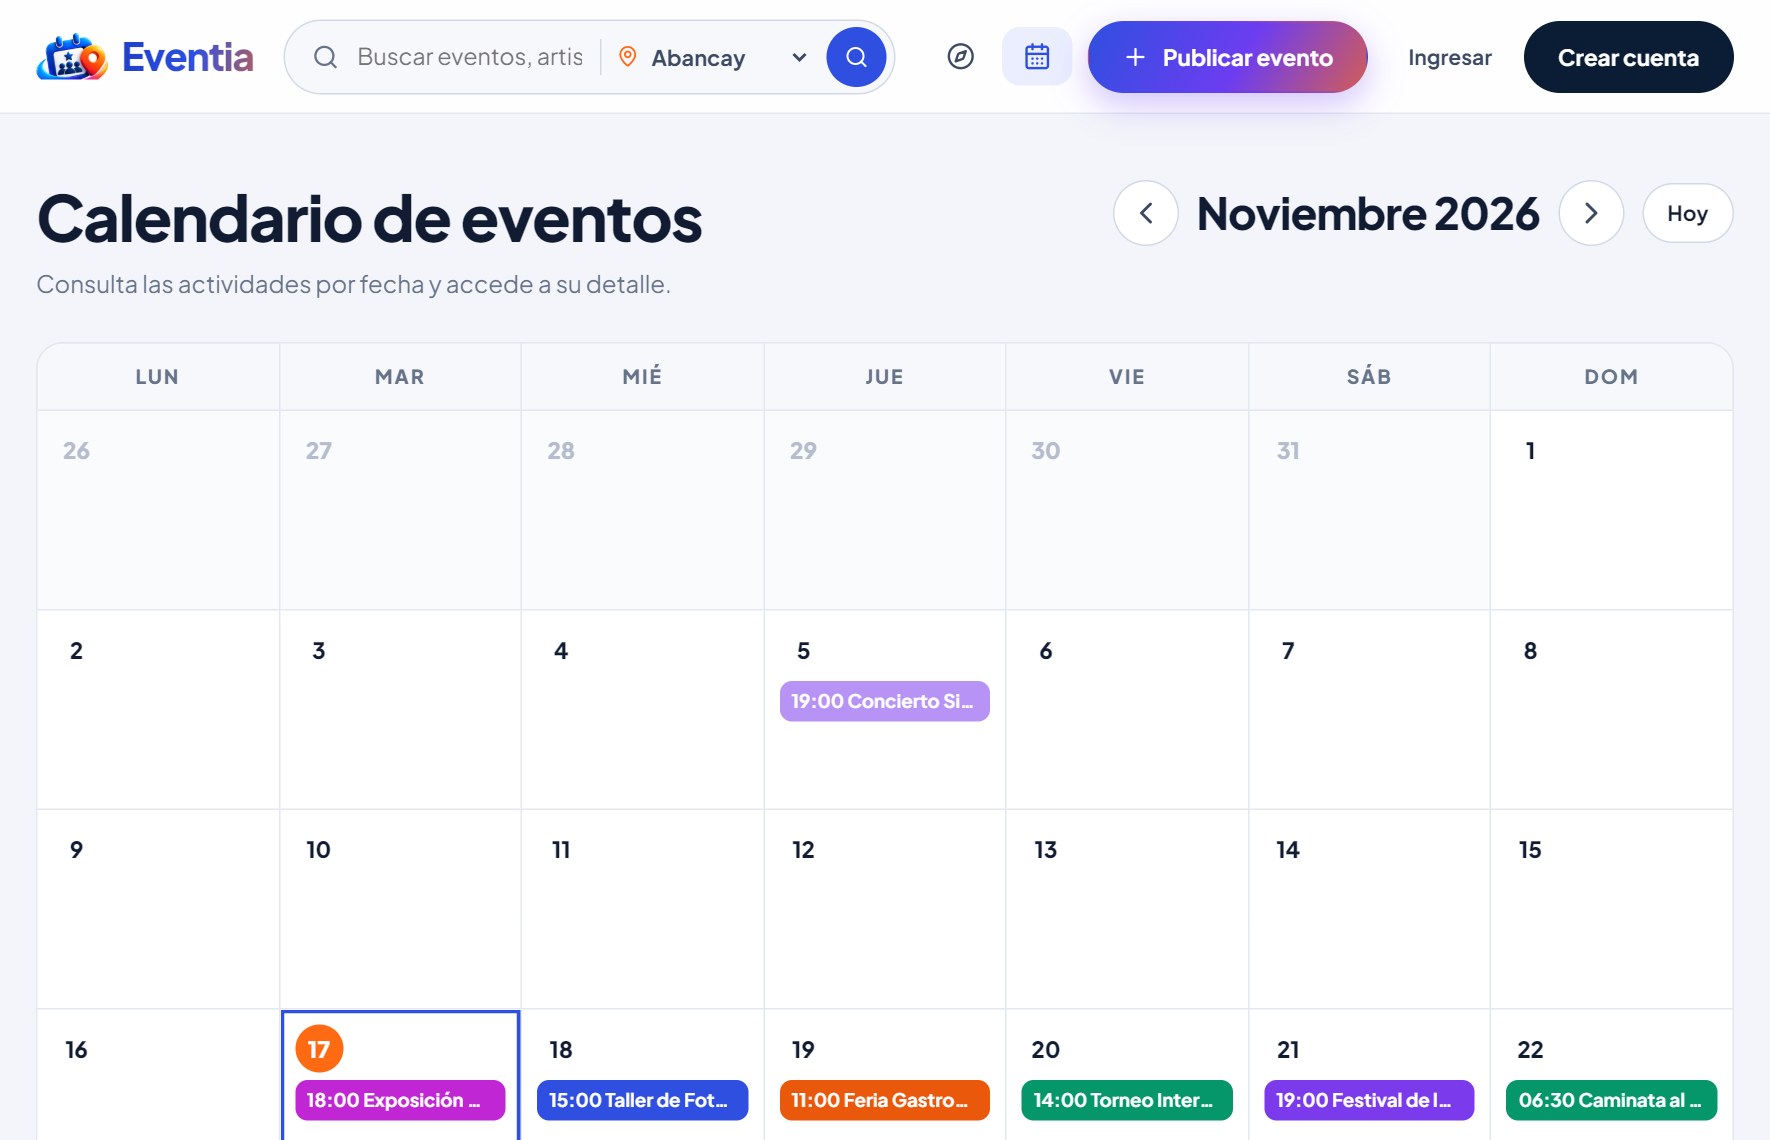 Eventia
Buscar eventos, artis
Abancay
Publicar evento
Ingresar
Crear cuenta
Calendario de eventos
Noviembre 2026
Hoy
Consulta las actividades por fecha y accede a su detalle.
LUN MAR MIÉ JUE VIE SÁB DOM
26 27 28 29 30 31 1
2 3 4 5 6 7 8
19:00 Concierto Si...
9 10 11 12 13 14 15
16 17 18 19 20 21 22
18:00 Exposición ... 15:00 Taller de Fot... 11:00 Feria Gastro... 14:00 Torneo Inter... 19:00 Festival de l... 06:30 Caminata al ...